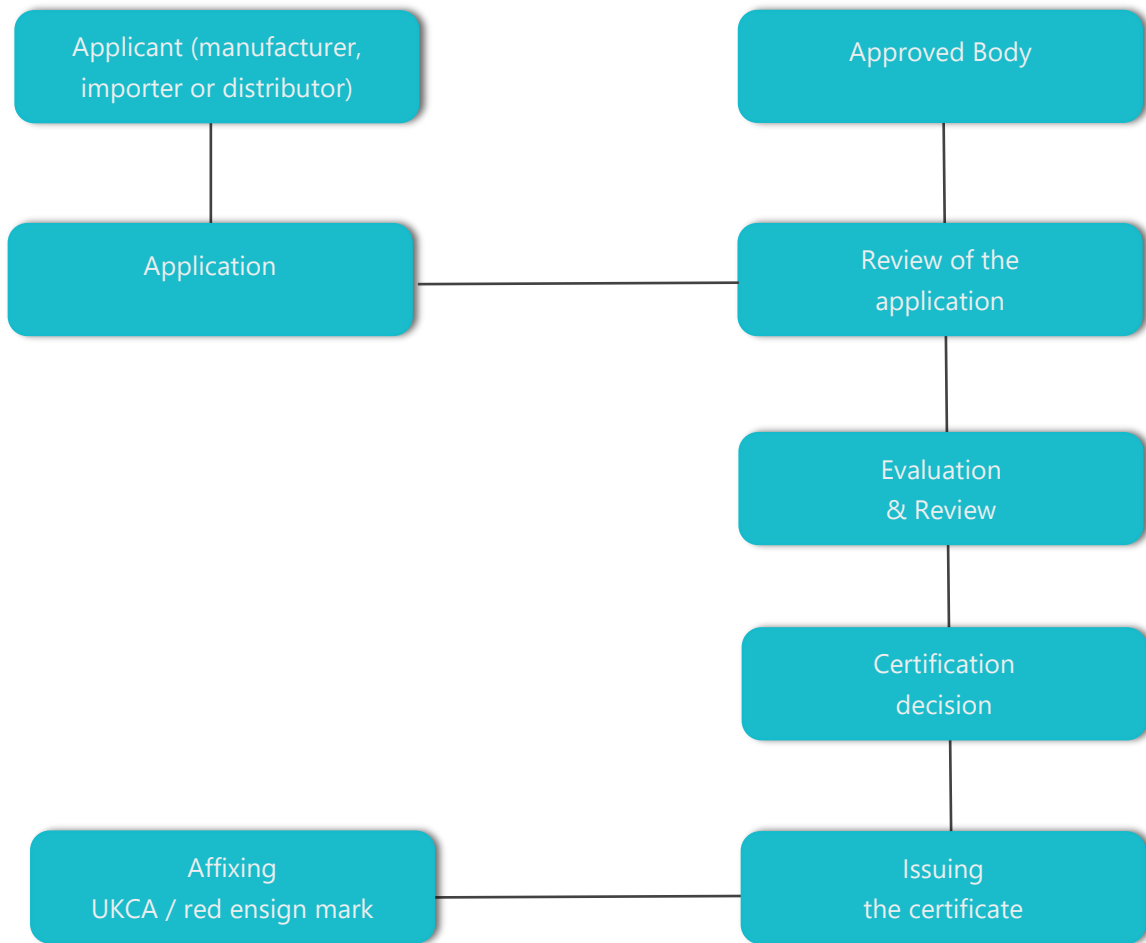 Applicant (manufacturer,
importer or distributor)
Approved Body
Application
Review of the
application
Evaluation
& Review
Certification
decision
Affixing
UKCA / red ensign mark
Issuing
the certificate